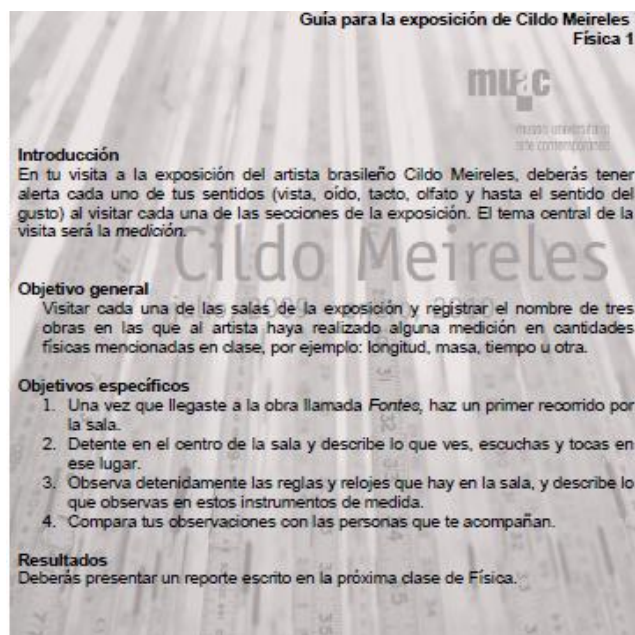 Guía para la exposición de Cildo Meireles
Física 1
muac
museo universitario
arte contemporáneo
Introducción
En tu visita a la exposición del artista brasileño Cildo Meireles, deberás tener
alerta cada uno de tus sentidos (vista, oído, tacto, olfato y hasta el sentido del
gusto) al visitar cada una de las secciones de la exposición. El tema central de la
visita será la medición.
Cildo Meireles
Objetivo general
Visitar cada una de las salas de la exposición y registrar el nombre de tres
obras en las que al artista haya realizado alguna medición en cantidades
físicas mencionadas en clase, por ejemplo: longitud, masa, tiempo u otra.
Objetivos específicos
1. Una vez que llegaste a la obra llamada Fontes, haz un primer recorrido por
la sala.
2. Detente en el centro de la sala y describe lo que ves, escuchas y tocas en
ese lugar.
3. Observa detenidamente las reglas y relojes que hay en la sala, y describe lo
que observas en estos instrumentos de medida.
4. Compara tus observaciones con las personas que te acompañan.
Resultados
Deberás presentar un reporte escrito en la próxima clase de Física.